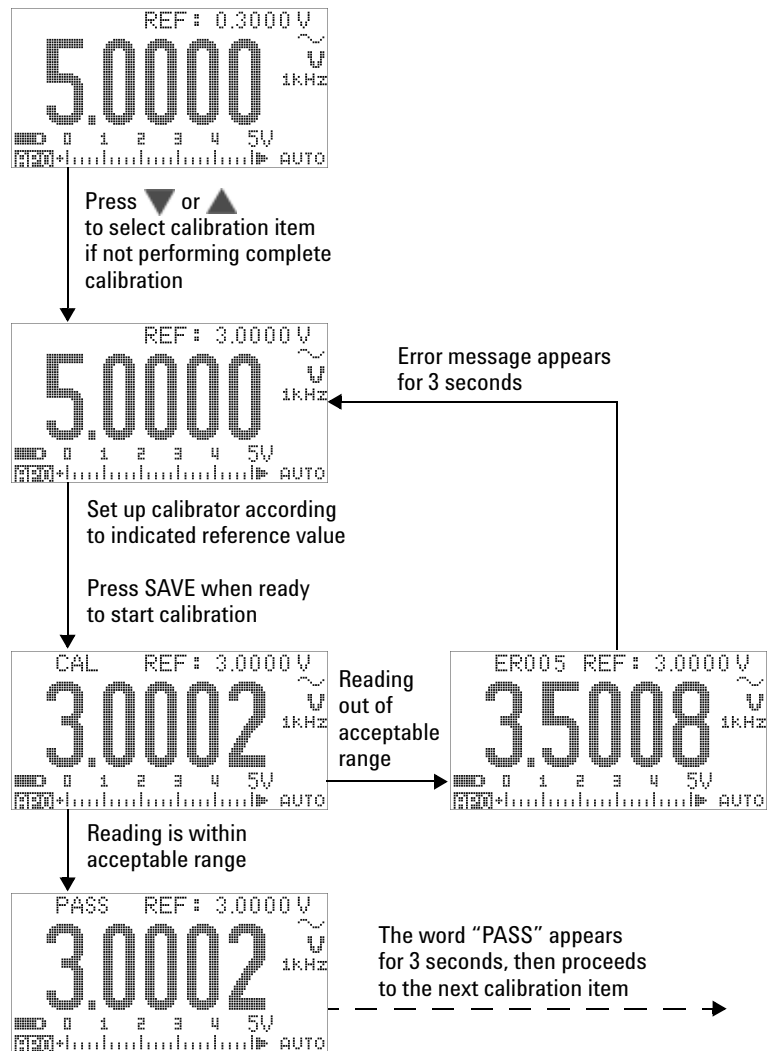 REF: 0.3000 V
5.0000
V
1kHz
0 1 2 3 4 5V
APO + AUTO
Press ▼ or ▲
to select calibration item
if not performing complete
calibration
REF: 3.0000 V
5.0000
V
1kHz
0 1 2 3 4 5V
APO + AUTO
Error message appears
for 3 seconds
Set up calibrator according
to indicated reference value
Press SAVE when ready
to start calibration
CAL REF: 3.0000 V
3.0002
V
1kHz
0 1 2 3 4 5V
APO + AUTO
Reading
out of
acceptable
range
ER005 REF: 3.0000 V
3.5008
V
1kHz
0 1 2 3 4 5V
APO + AUTO
Reading is within
acceptable range
PASS REF: 3.0000 V
3.0002
V
1kHz
0 1 2 3 4 5V
APO + AUTO
The word “PASS” appears
for 3 seconds, then proceeds
to the next calibration item